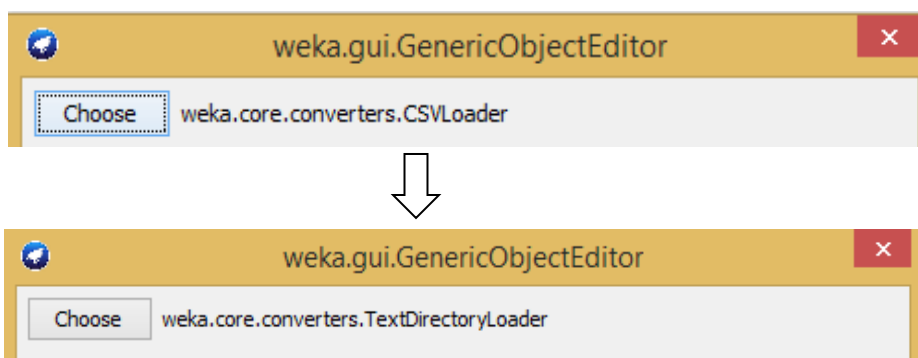 weka.gui.GenericObjectEditor
Choose weka.core.converters.CSVLoader
weka.gui.GenericObjectEditor
Choose weka.core.converters.TextDirectoryLoader